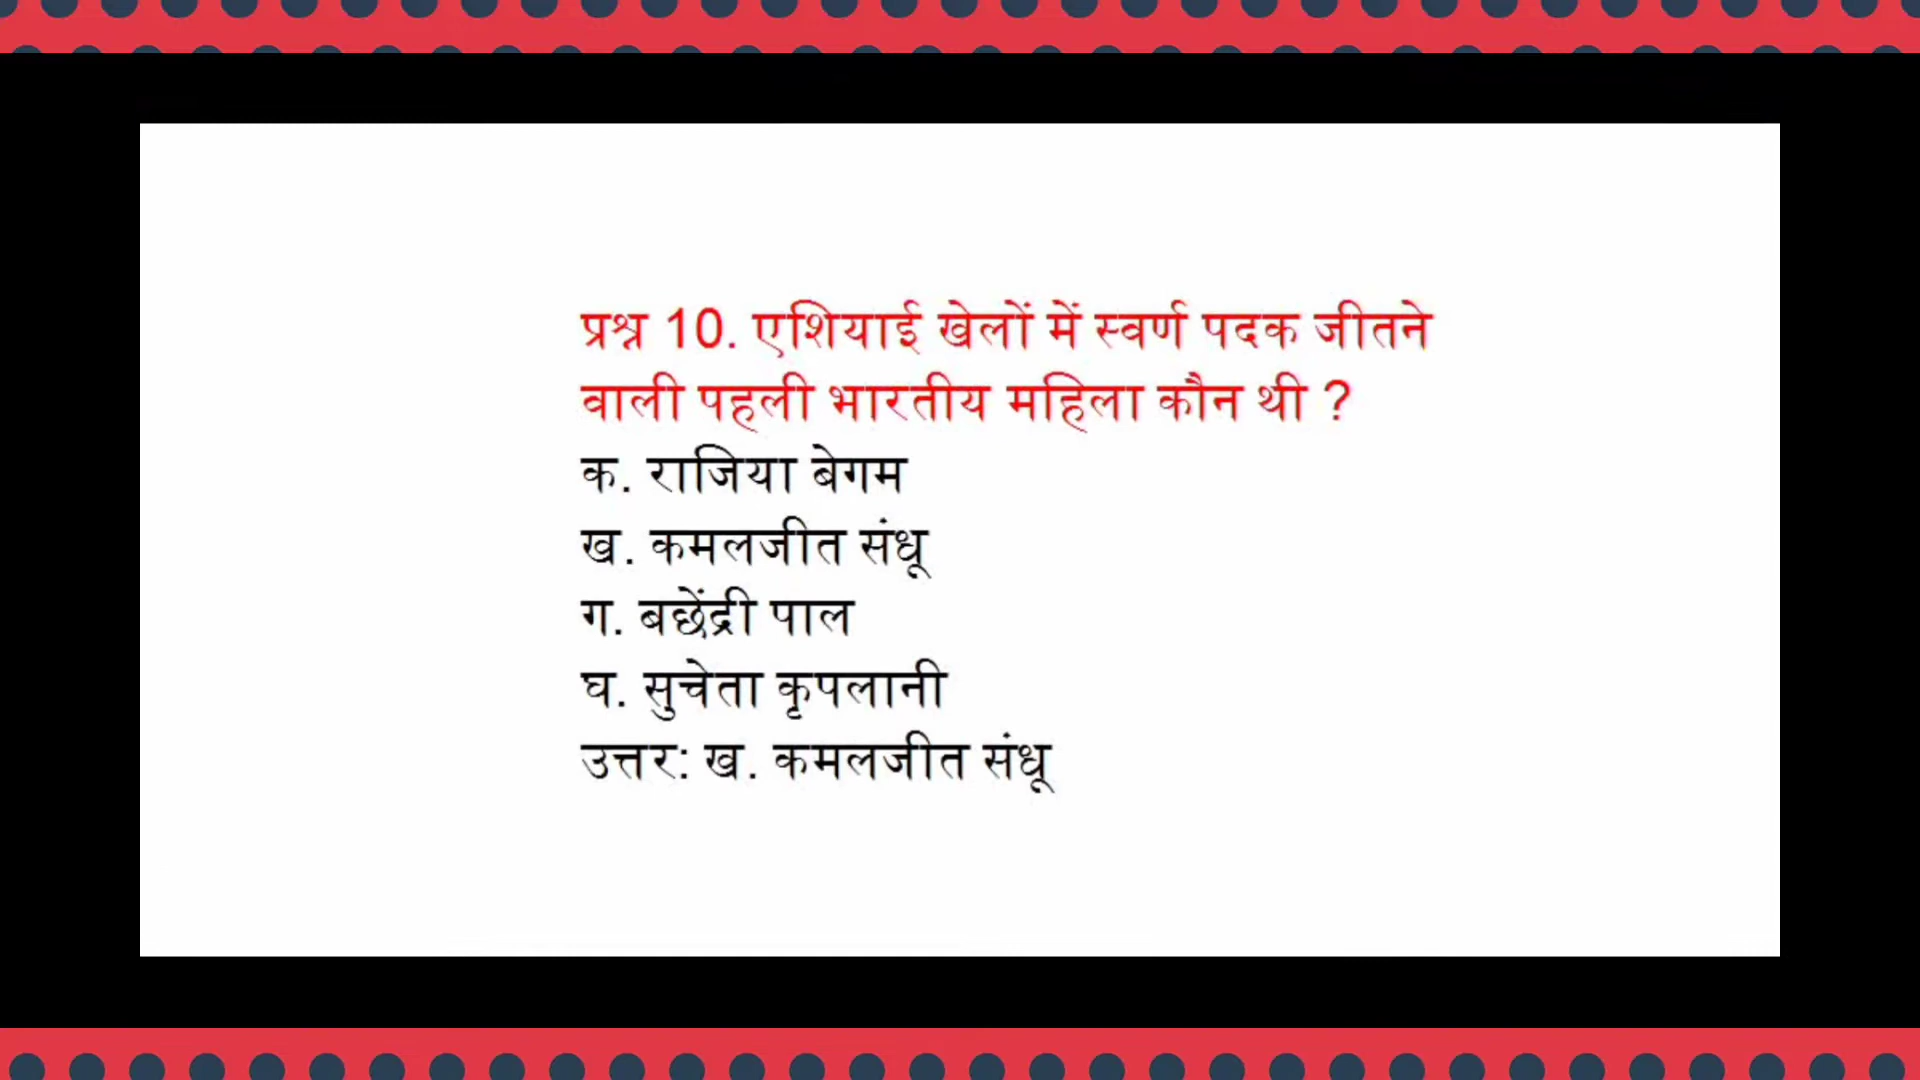 प्रश्न 10. एशियाई खेलों में स्वर्ण पदक जीतने
वाली पहली भारतीय महिला कौन थी ?
क. राजिया बेगम
ख. कमलजीत संधू
ग. बछेंद्री पाल
घ. सुचेता कृपलानी
उत्तर: ख. कमलजीत संधू